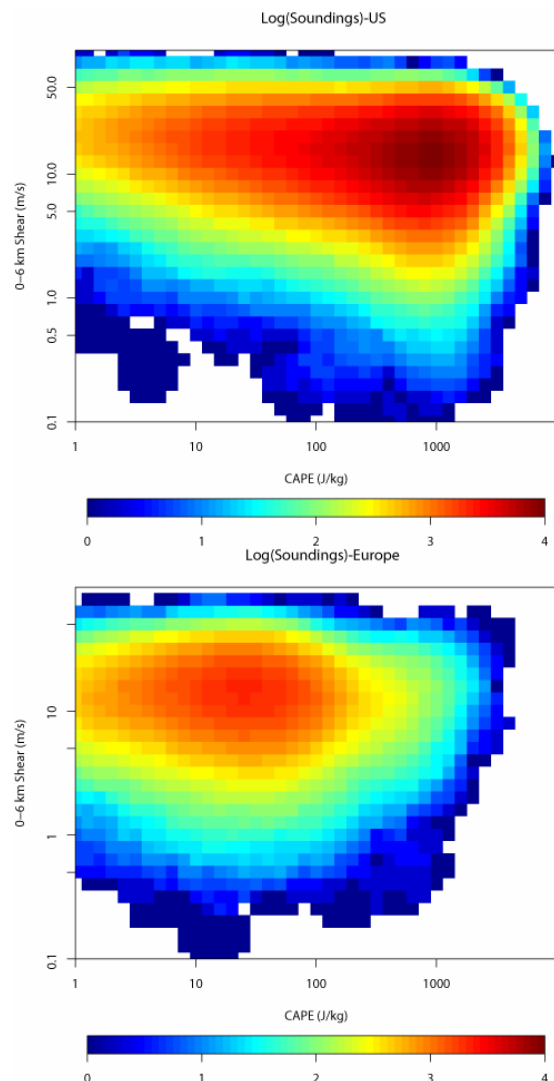 Log(Soundings)-US
50.0
10.0
5.0
1.0
0.5
0.1
0–6 km Shear (m/s)
1 10 100 1000
CAPE (J/kg)
0 1 2 3 4
Log(Soundings)-Europe
10
1
0.1
0–6 km Shear (m/s)
1 10 100 1000
CAPE (J/kg)
0 1 2 3 4